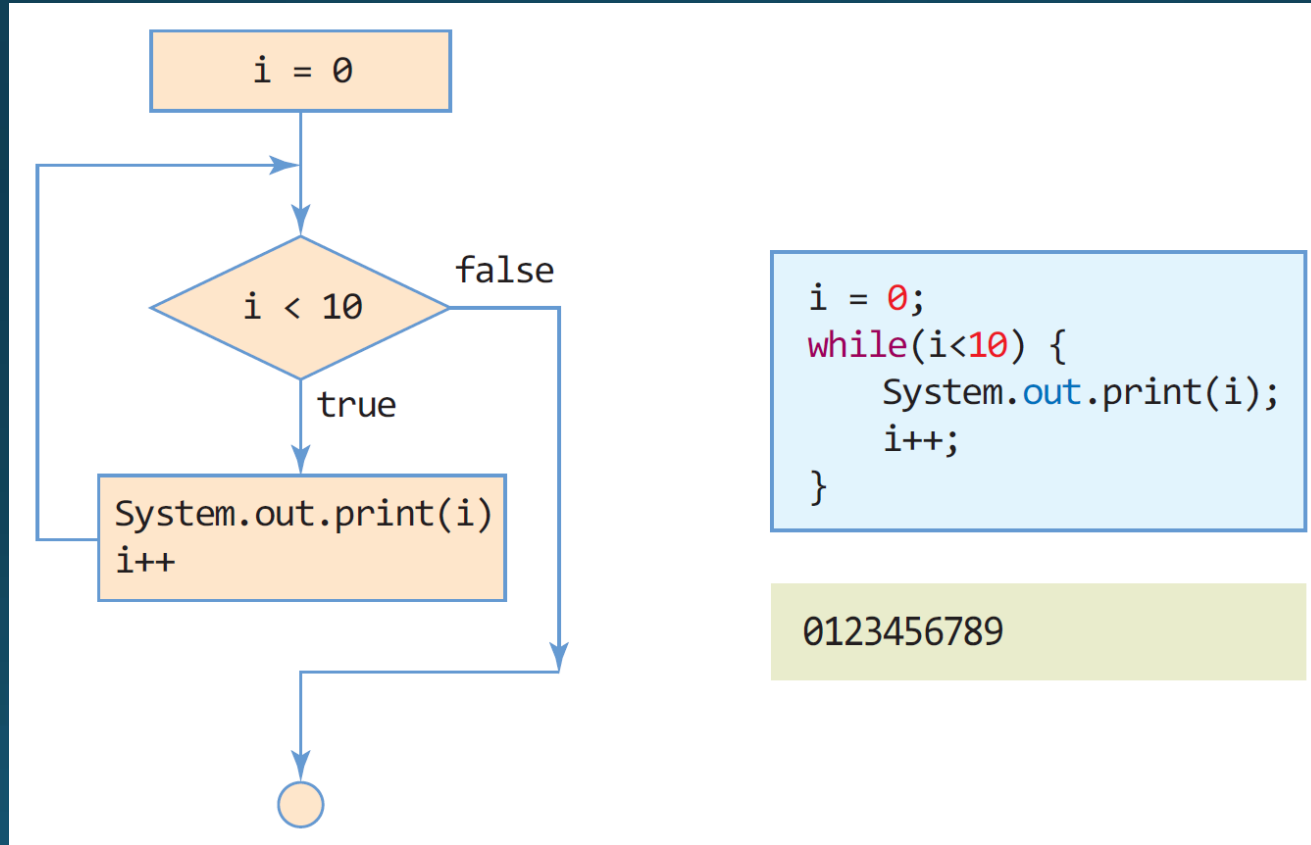 i = 0
i < 10
false
true
System.out.print(i)
i++
i = 0;
while(i<10) {
System.out.print(i);
i++;
}
0123456789